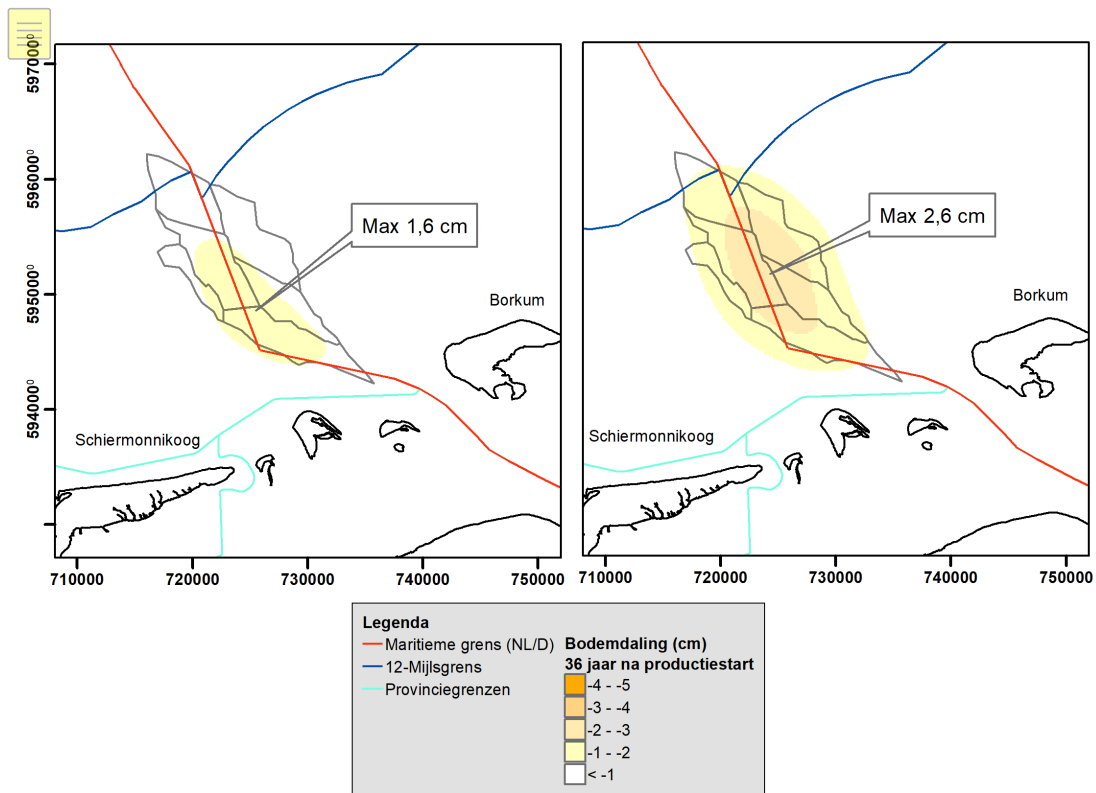 5970000
5960000
5950000
5940000
Max 1,6 cm
Borkum
Schiermonnikoog
710000 720000 730000 740000 750000
Max 2,6 cm
Borkum
Schiermonnikoog
710000 720000 730000 740000 750000
Legenda
Maritieme grens (NL/D)
12-Mijlsgrens
Provinciegrenzen
Bodemdaling (cm)
36 jaar na productiestart
-4 - -5
-3 - -4
-2 - -3
-1 - -2
< -1